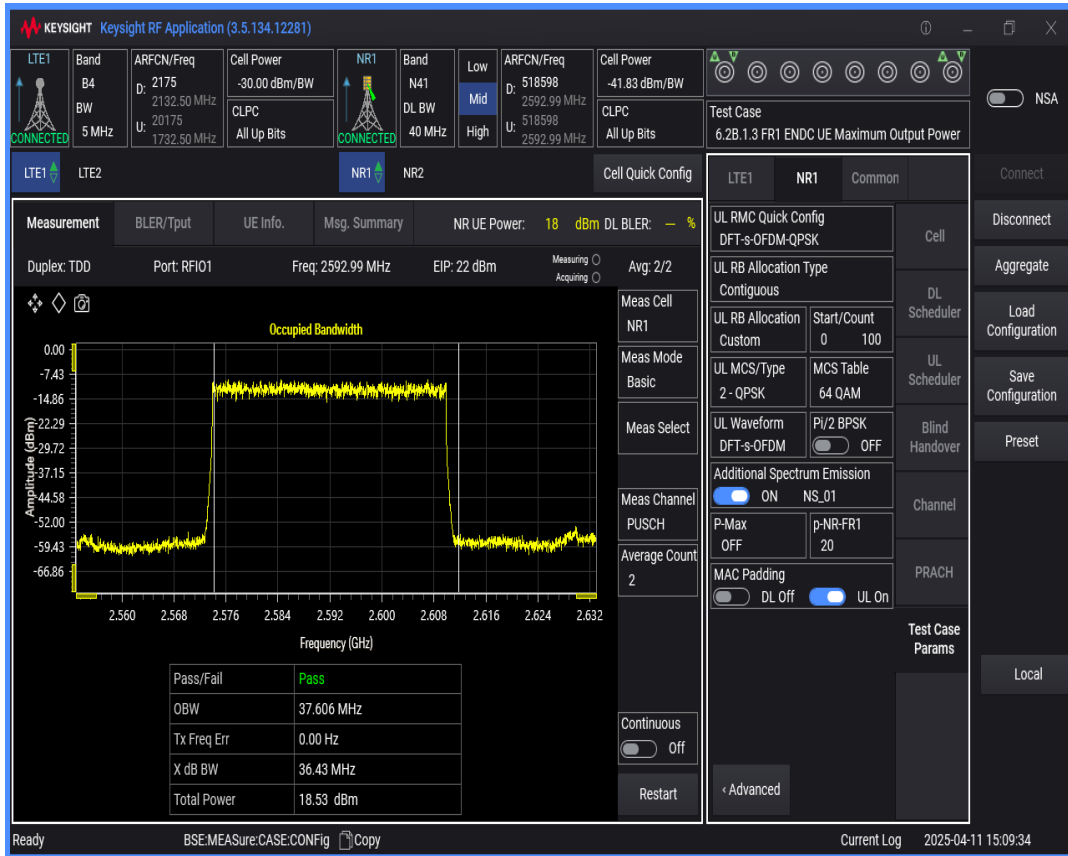 KEYSIGHT Keysight RF Application (3.5.134.12281)
LTE1
CONNECTED
Band
B4
BW
5 MHz
ARFCN/Freq
D: 2175
2132.50 MHz
U: 20175
1732.50 MHz
Cell Power
-30.00 dBm/BW
CLPC
All Up Bits
NR1
CONNECTED
Band
N41
DL BW
40 MHz
Low
Mid
High
ARFCN/Freq
D: 518598
2592.99 MHz
U: 518598
2592.99 MHz
Cell Power
-41.83 dBm/BW
CLPC
All Up Bits
Test Case
6.2B.1.3 FR1 ENDC UE Maximum Output Power
NSA
LTE1 LTE2 NR1 NR2 Cell Quick Config
Measurement BLER/Tput UE Info. Msg. Summary NR UE Power: 18 dBm DL BLER: — %
Duplex: TDD Port: RFIO1 Freq: 2592.99 MHz EIP: 22 dBm Measuring Acquiring Avg: 2/2
Occupied Bandwidth
Amplitude (dBm)
0.00
-7.43
-14.86
-22.29
-29.72
-37.15
-44.58
-52.00
-59.43
-66.86
2.560 2.568 2.576 2.584 2.592 2.600 2.608 2.616 2.624 2.632
Frequency (GHz)
Pass/Fail Pass
OBW 37.606 MHz
Tx Freq Err 0.00 Hz
X dB BW 36.43 MHz
Total Power 18.53 dBm
Meas Cell
NR1
Meas Mode
Basic
Meas Select
Meas Channel
PUSCH
Average Count
2
Continuous
Off
Restart
LTE1 NR1 Common
UL RMC Quick Config
DFT-s-OFDM-QPSK
UL RB Allocation Type
Contiguous
UL RB Allocation
Custom
Start/Count
0 100
UL MCS/Type
2 - QPSK
MCS Table
64 QAM
UL Waveform
DFT-s-OFDM
Pi/2 BPSK
OFF
Additional Spectrum Emission
ON NS_01
P-Max
OFF
p-NR-FR1
20
MAC Padding
DL Off UL On
‹ Advanced
Cell
DL
Scheduler
UL
Scheduler
Blind
Handover
Channel
PRACH
Test Case
Params
Connect
Disconnect
Aggregate
Load
Configuration
Save
Configuration
Preset
Local
Ready BSE:MEASure:CASE:CONFig Copy Current Log 2025-04-11 15:09:34